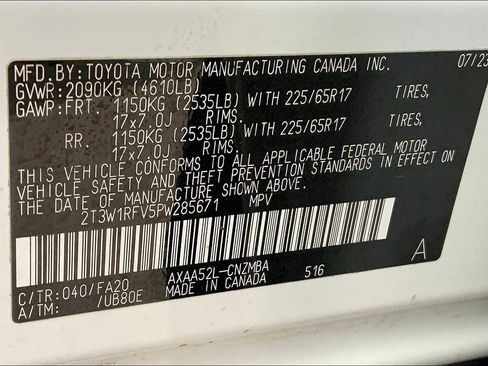 MFD.BY:TOYOTA MOTOR MANUFACTURING CANADA INC. 07/23
GVWR:2090KG (4610LB)
GAWP:FRT. 1150KG (2535LB) WITH 225/65R17 TIRES,
17x7.0J RIMS.
RR. 1150KG (2535LB) WITH 225/65R17 TIRES,
17x7.0J RIMS.
THIS VEHICLE CONFORMS TO ALL APPLICABLE FEDERAL MOTOR
VEHICLE SAFETY AND THEFT PREVENTION STANDARDS IN EFFECT ON
THE DATE OF MANUFACTURE SHOWN ABOVE.
2T3W1RFV5PW285671 MPV
C/TR:040/FA20 AXAA52L-CNZMBA 516 A
A/TM: /UB80E MADE IN CANADA